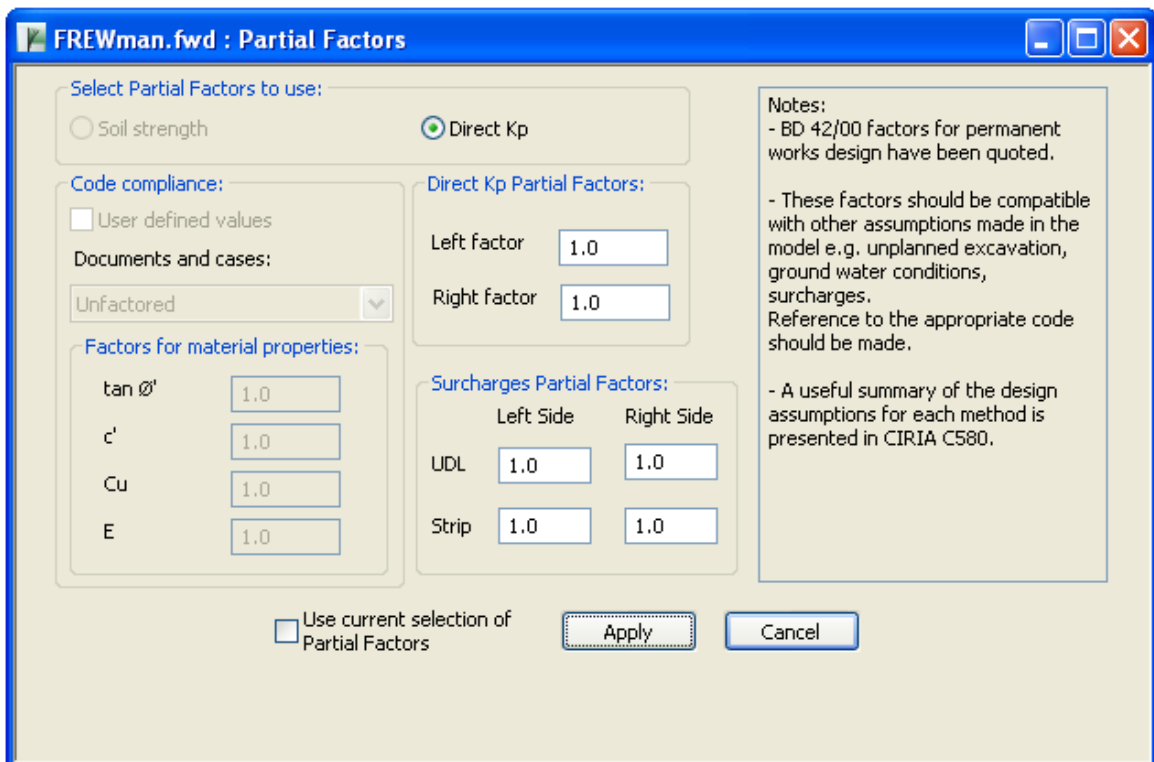 FREWman.fwd : Partial Factors
Select Partial Factors to use:
Soil strength
Direct Kp
Code compliance:
User defined values
Documents and cases:
Unfactored
Factors for material properties:
tan Ø' 1.0
c' 1.0
Cu 1.0
E 1.0
Direct Kp Partial Factors:
Left factor 1.0
Right factor 1.0
Surcharges Partial Factors:
Left Side Right Side
UDL 1.0 1.0
Strip 1.0 1.0
Notes:
- BD 42/00 factors for permanent
works design have been quoted.
- These factors should be compatible
with other assumptions made in the
model e.g. unplanned excavation,
ground water conditions,
surcharges.
Reference to the appropriate code
should be made.
- A useful summary of the design
assumptions for each method is
presented in CIRIA C580.
Use current selection of
Partial Factors
Apply
Cancel